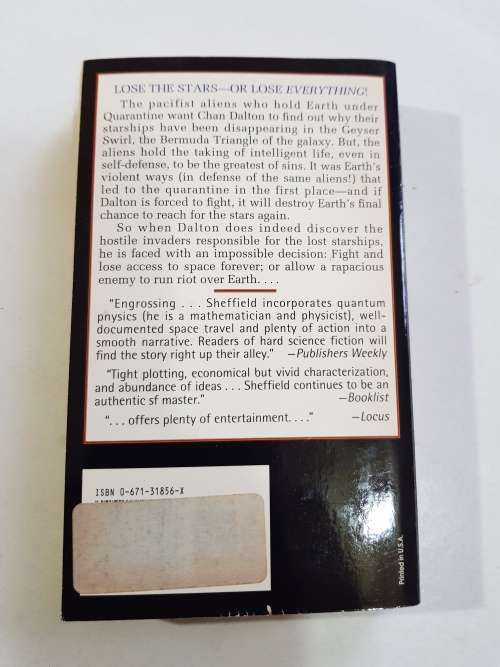 LOSE THE STARS—OR LOSE EVERYTHING!
The pacifist aliens who hold Earth under
Quarantine want Chan Dalton to find out why their
starships have been disappearing in the Geyser
Swirl, the Bermuda Triangle of the galaxy. But, the
aliens hold the taking of intelligent life, even in
self-defense, to be the greatest of sins. It was Earth's
violent ways (in defense of the same aliens!) that
led to the quarantine in the first place—and if
Dalton is forced to fight, it will destroy Earth's final
chance to reach for the stars again.
So when Dalton does indeed discover the
hostile invaders responsible for the lost starships,
he is faced with an impossible decision: Fight and
lose access to space forever; or allow a rapacious
enemy to run riot over Earth. . . .
"Engrossing . . . Sheffield incorporates quantum
physics (he is a mathematician and physicist), well-
documented space travel and plenty of action into a
smooth narrative. Readers of hard science fiction will
find the story right up their alley." —Publishers Weekly
"Tight plotting, economical but vivid characterization,
and abundance of ideas . . . Sheffield continues to be an
authentic sf master." —Booklist
". . . offers plenty of entertainment. . . ." —Locus
ISBN 0-671-31856-X
Printed in U.S.A.